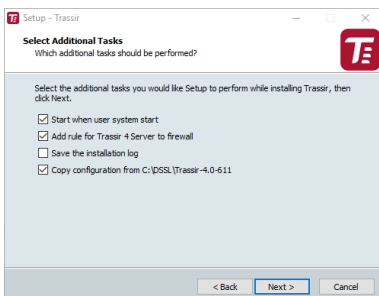 Setup - Trassir
Select Additional Tasks
Which additional tasks should be performed?
Select the additional tasks you would like Setup to perform while installing Trassir, then
click Next.
Start when user system start
Add rule for Trassir 4 Server to firewall
Save the installation log
Copy configuration from C:\DSSL\Trassir-4.0-611
< Back Next > Cancel